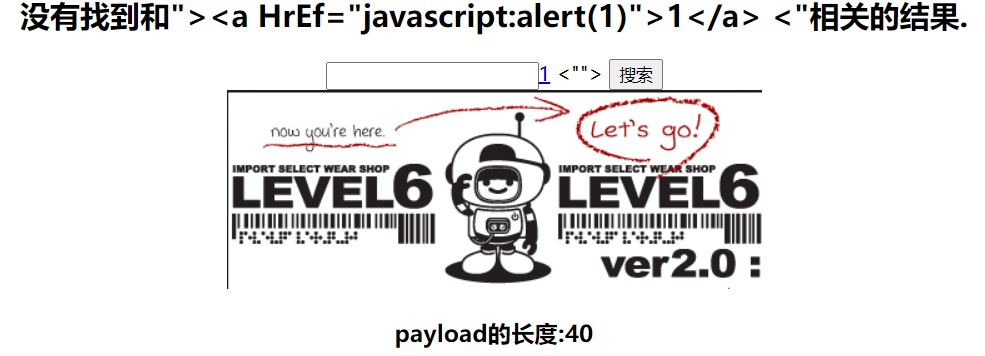 没有找到和"><a HrEf="javascript:alert(1)">1</a> <"相关的结果.
1 <""> 搜索
now you're here. Let's go!
IMPORT SELECT WEAR SHOP IMPORT SELECT WEAR SHOP
LEVEL6 LEVEL6
ver2.0 :
payload的长度:40